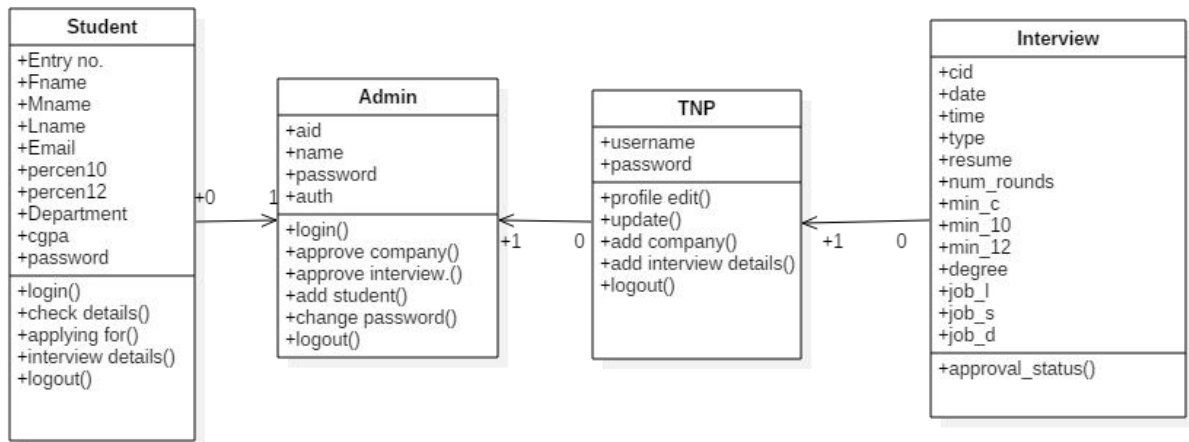 Student
+Entry no.
+Fname
+Mname
+Lname
+Email
+percen10
+percen12
+Department
+cgpa
+password
+login()
+check details()
+applying for()
+interview details()
+logout()
+0
1
Admin
+aid
+name
+password
+auth
+login()
+approve company()
+approve interview.()
+add student()
+change password()
+logout()
+1
0
TNP
+username
+password
+profile edit()
+update()
+add company()
+add interview details()
+logout()
+1
0
Interview
+cid
+date
+time
+type
+resume
+num_rounds
+min_c
+min_10
+min_12
+degree
+job_l
+job_s
+job_d
+approval_status()